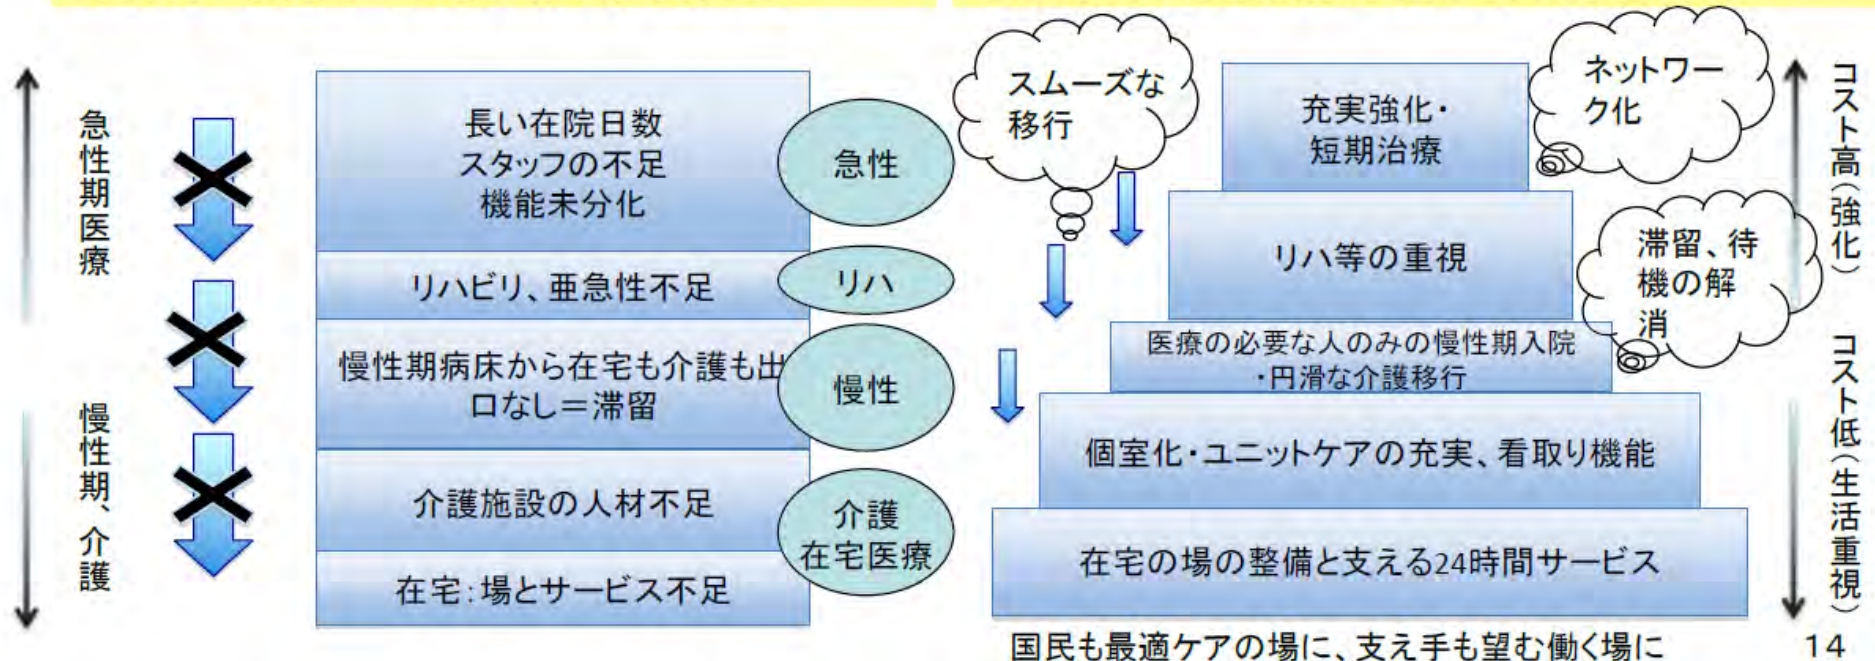 急性期医療
慢性期、介護
長い在院日数
スタッフの不足
機能未分化
リハビリ、亜急性不足
慢性期病床から在宅も介護も出
口なし＝滞留
介護施設の人材不足
在宅：場とサービス不足
急性
リハ
慢性
介護
在宅医療
スムーズな
移行
ネットワー
ク化
滞留、待
機の解
消
充実強化・
短期治療
リハ等の重視
医療の必要な人のみの慢性期入院
・円滑な介護移行
個室化・ユニットケアの充実、看取り機能
在宅の場の整備と支える24時間サービス
コスト高（強化）
コスト低（生活重視）
国民も最適ケアの場に、支え手も望む働く場に
14